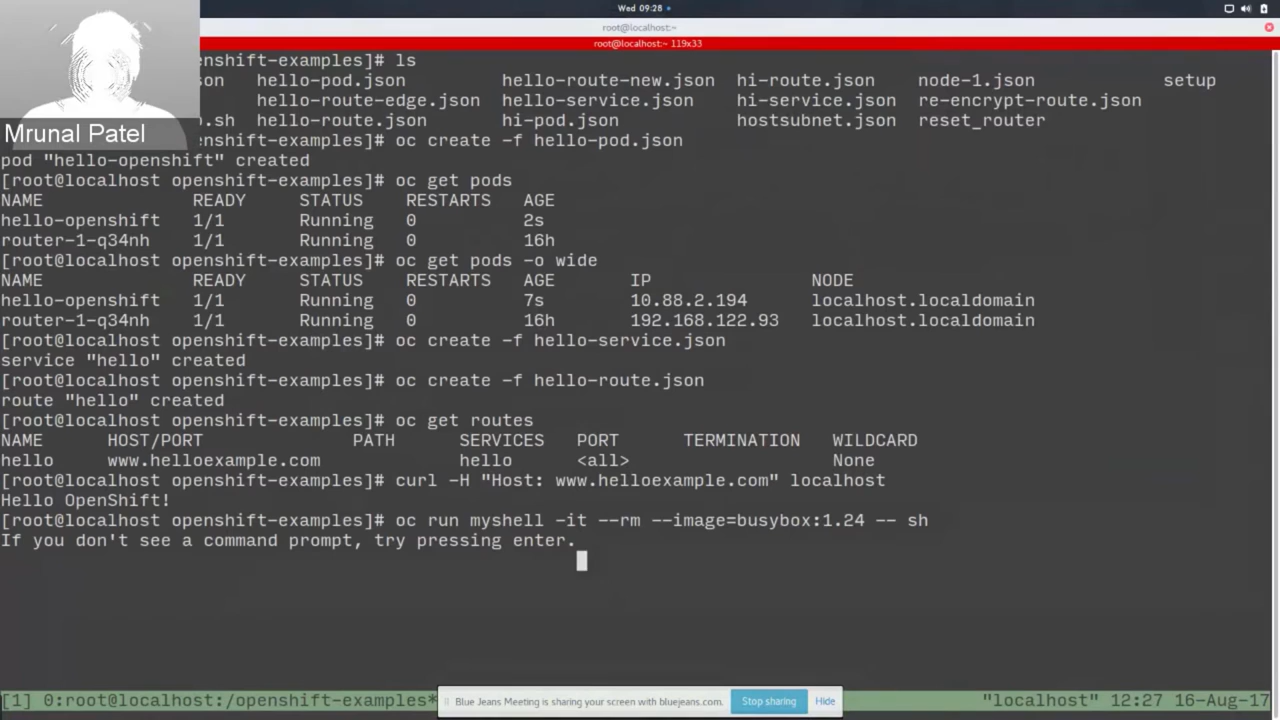 Wed 09:28
root@localhost:~
root@localhost:~ 119x33
openshift-examples]# ls
on hello-pod.json hello-route-new.json hi-route.json node-1.json setup
hello-route-edge.json hello-service.json hi-service.json re-encrypt-route.json
.sh hello-route.json hi-pod.json hostsubnet.json reset_router
Mrunal Patel
nshift-examples]# oc create -f hello-pod.json
pod "hello-openshift" created
[root@localhost openshift-examples]# oc get pods
NAME READY STATUS RESTARTS AGE
hello-openshift 1/1 Running 0 2s
router-1-q34nh 1/1 Running 0 16h
[root@localhost openshift-examples]# oc get pods -o wide
NAME READY STATUS RESTARTS AGE IP NODE
hello-openshift 1/1 Running 0 7s 10.88.2.194 localhost.localdomain
router-1-q34nh 1/1 Running 0 16h 192.168.122.93 localhost.localdomain
[root@localhost openshift-examples]# oc create -f hello-service.json
service "hello" created
[root@localhost openshift-examples]# oc create -f hello-route.json
route "hello" created
[root@localhost openshift-examples]# oc get routes
NAME HOST/PORT PATH SERVICES PORT TERMINATION WILDCARD
hello www.helloexample.com hello <all> None
[root@localhost openshift-examples]# curl -H "Host: www.helloexample.com" localhost
Hello OpenShift!
[root@localhost openshift-examples]# oc run myshell -it --rm --image=busybox:1.24 -- sh
If you don't see a command prompt, try pressing enter.
[1] 0:root@localhost:/openshift-examples* "localhost" 12:27 16-Aug-17
Blue Jeans Meeting is sharing your screen with bluejeans.com. Stop sharing Hide